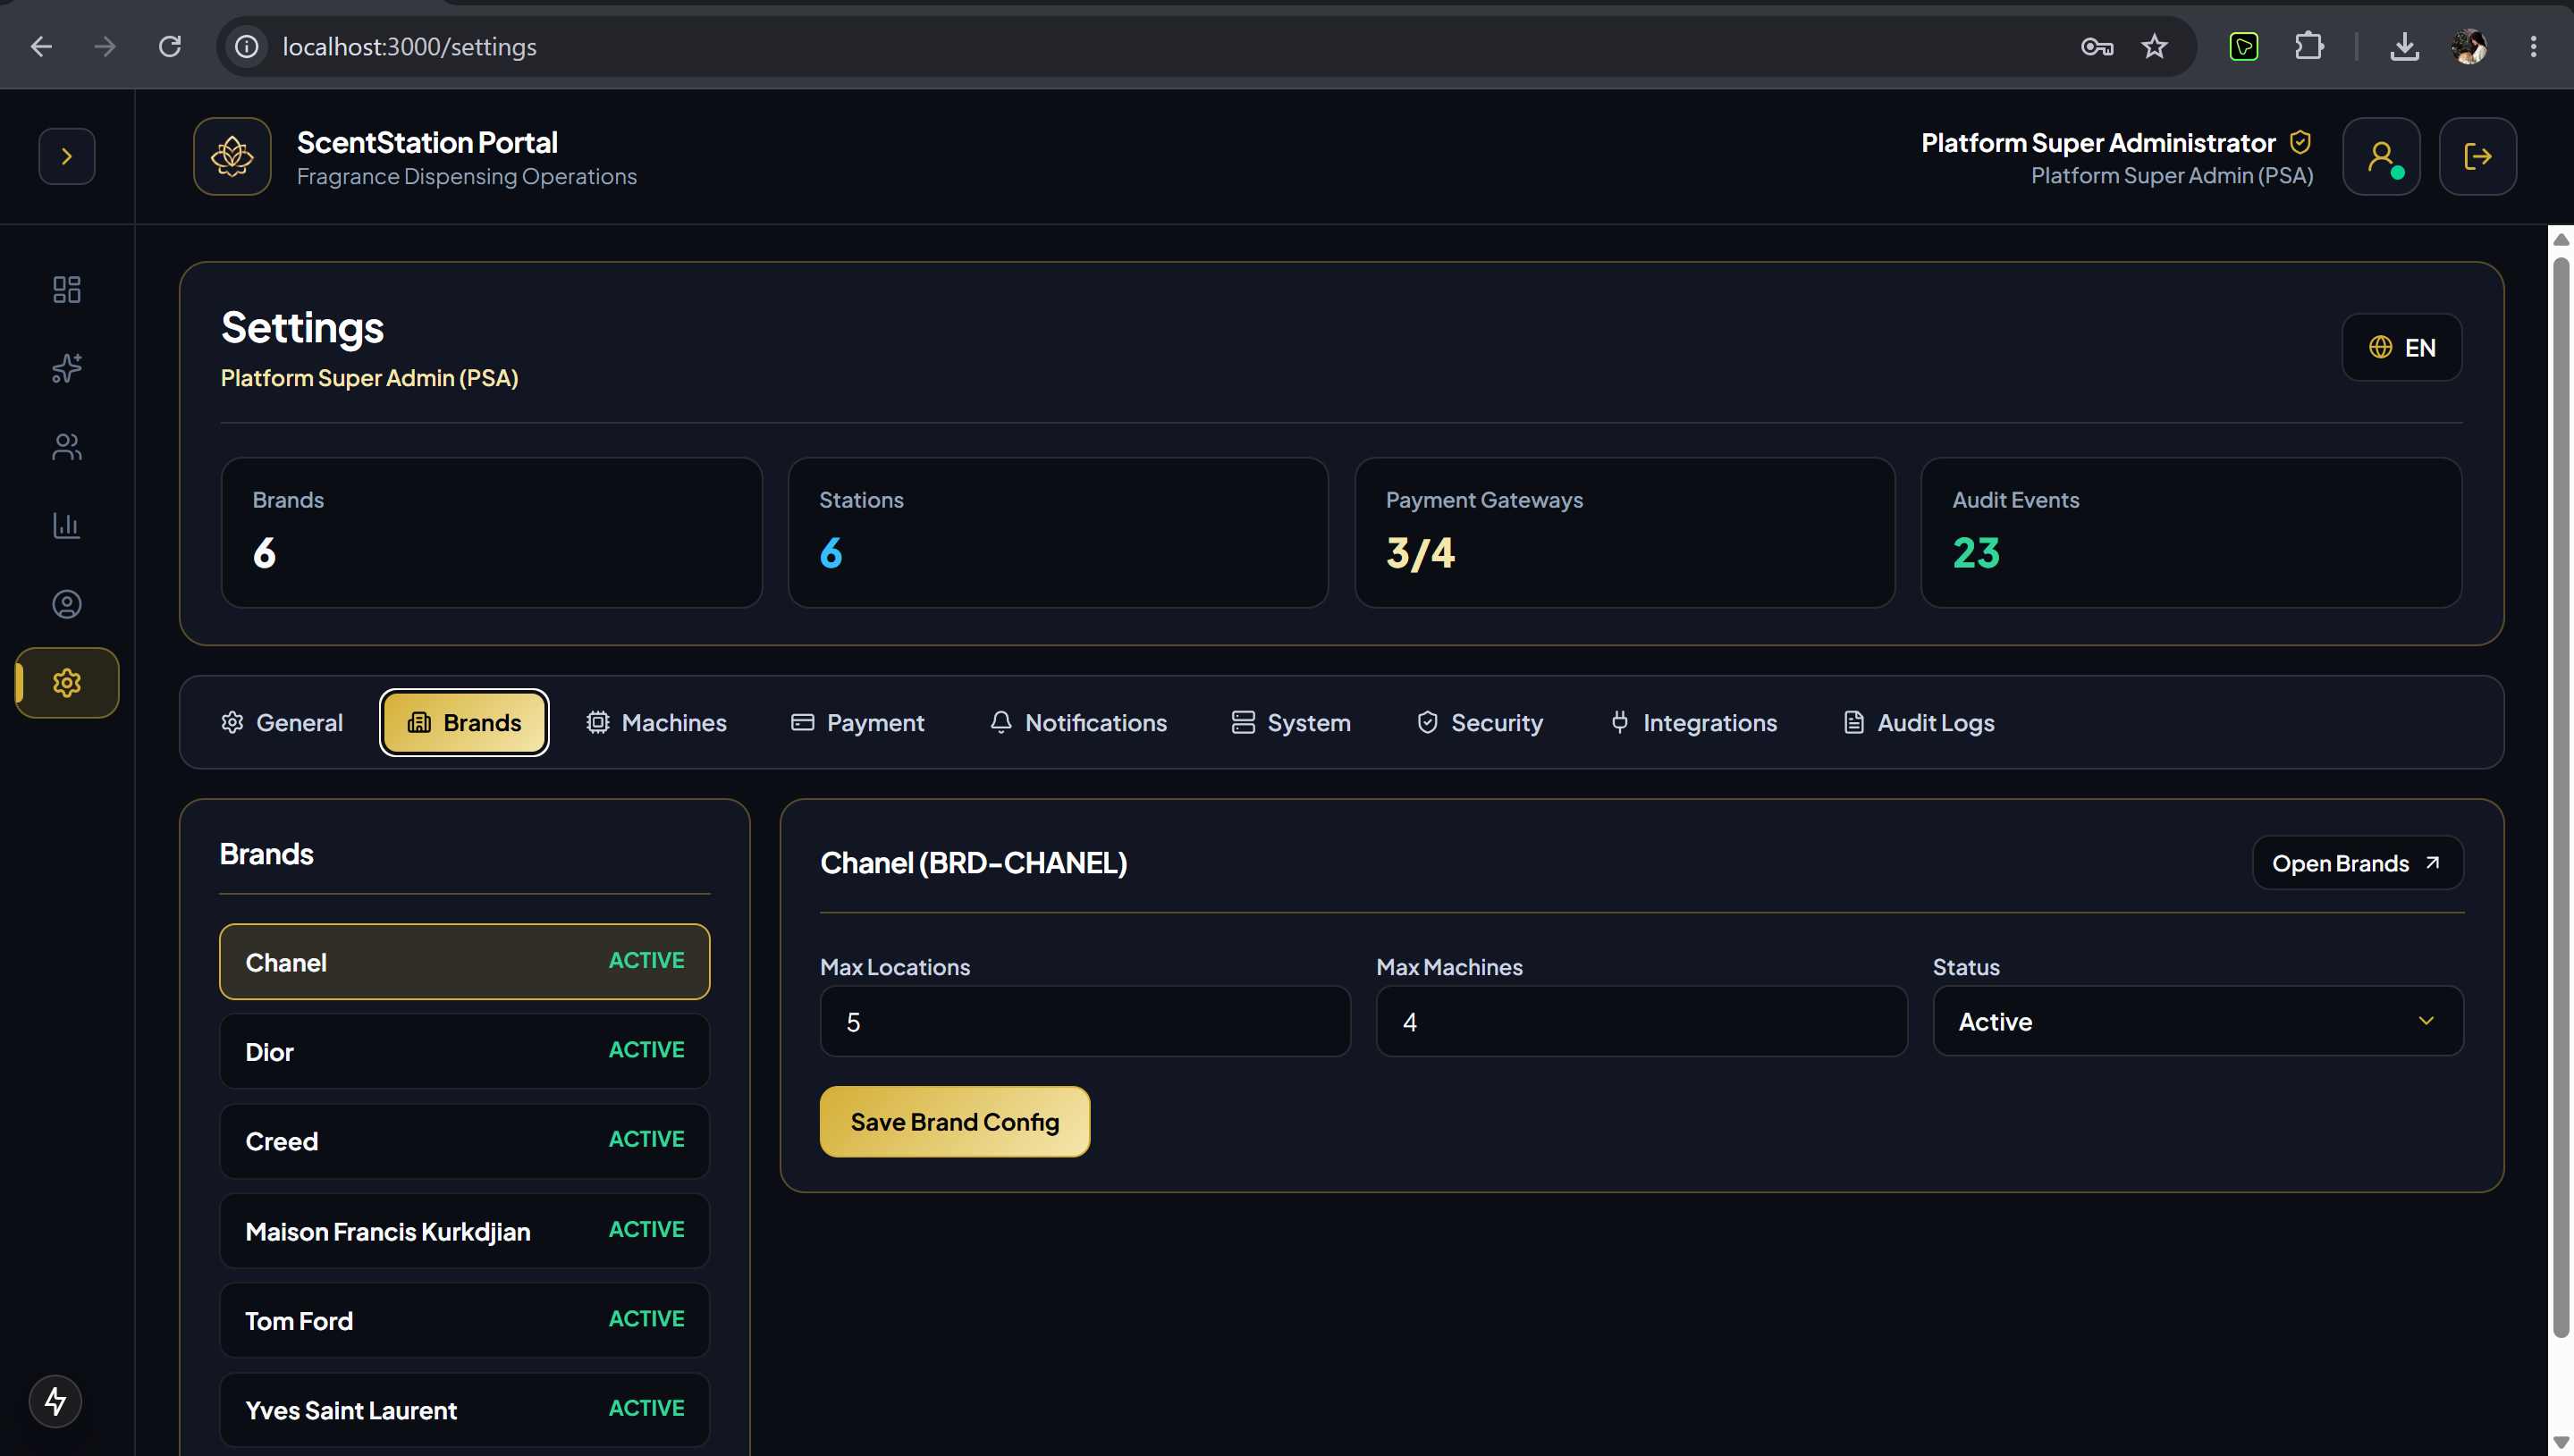 localhost:3000/settings
ScentStation Portal
Fragrance Dispensing Operations
Platform Super Administrator
Platform Super Admin (PSA)
Settings
Platform Super Admin (PSA)
EN
Brands
6
Stations
6
Payment Gateways
3/4
Audit Events
23
General
Brands
Machines
Payment
Notifications
System
Security
Integrations
Audit Logs
Brands
Chanel ACTIVE
Dior ACTIVE
Creed ACTIVE
Maison Francis Kurkdjian ACTIVE
Tom Ford ACTIVE
Yves Saint Laurent ACTIVE
Chanel (BRD-CHANEL)
Open Brands
Max Locations
5
Max Machines
4
Status
Active
Save Brand Config